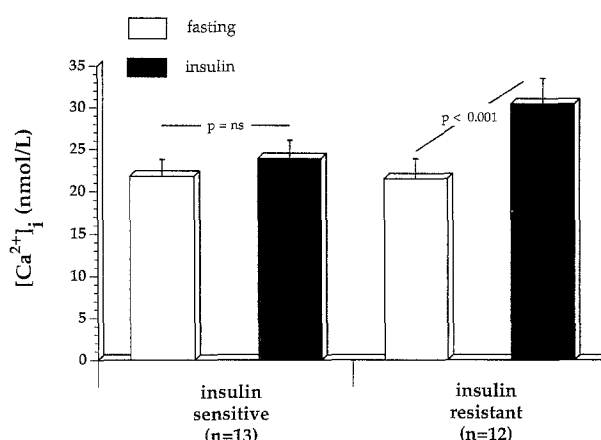 fasting
insulin
35
30
25
20
15
10
5
0
[Ca2+]i (nmol/L)
p = ns
p < 0.001
insulin
sensitive
(n=13)
insulin
resistant
(n=12)